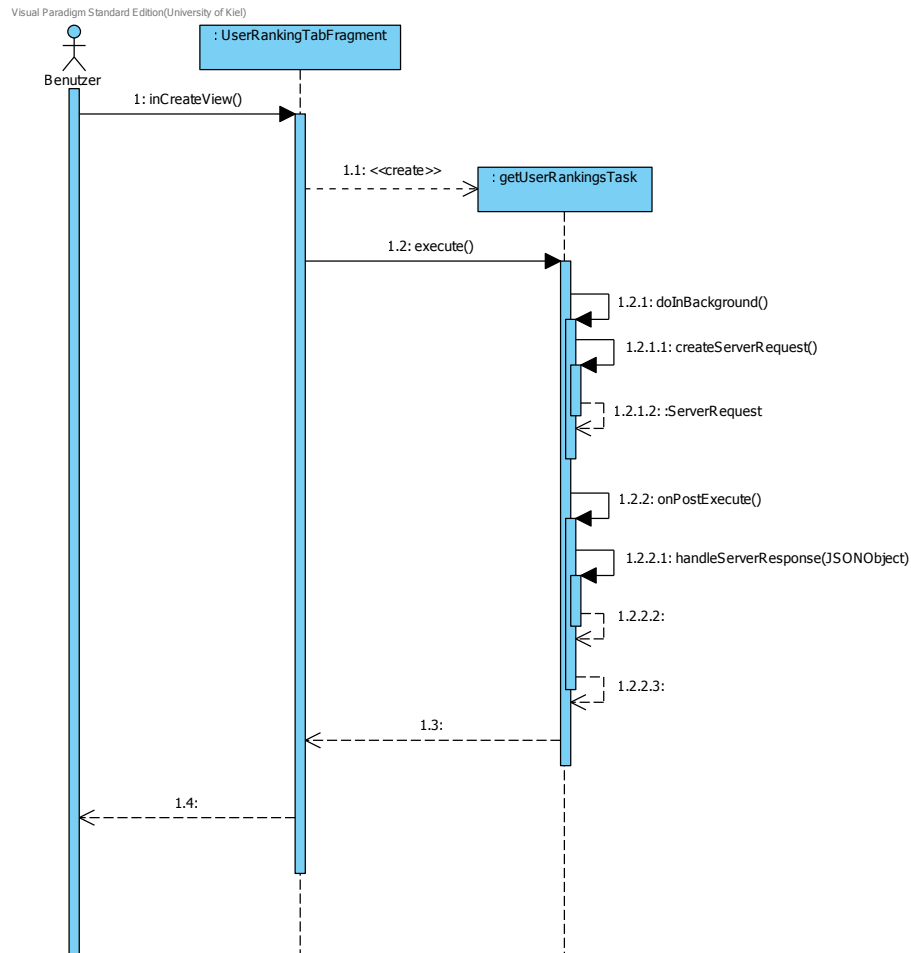 Visual Paradigm Standard Edition(University of Kiel)
: UserRankingTabFragment
Benutzer
1: inCreateView()
1.1: <<create>>
: getUserRankingsTask
1.2: execute()
1.2.1: doInBackground()
1.2.1.1: createServerRequest()
1.2.1.2: :ServerRequest
1.2.2: onPostExecute()
1.2.2.1: handleServerResponse(JSONObject)
1.2.2.2:
1.2.2.3:
1.3:
1.4: